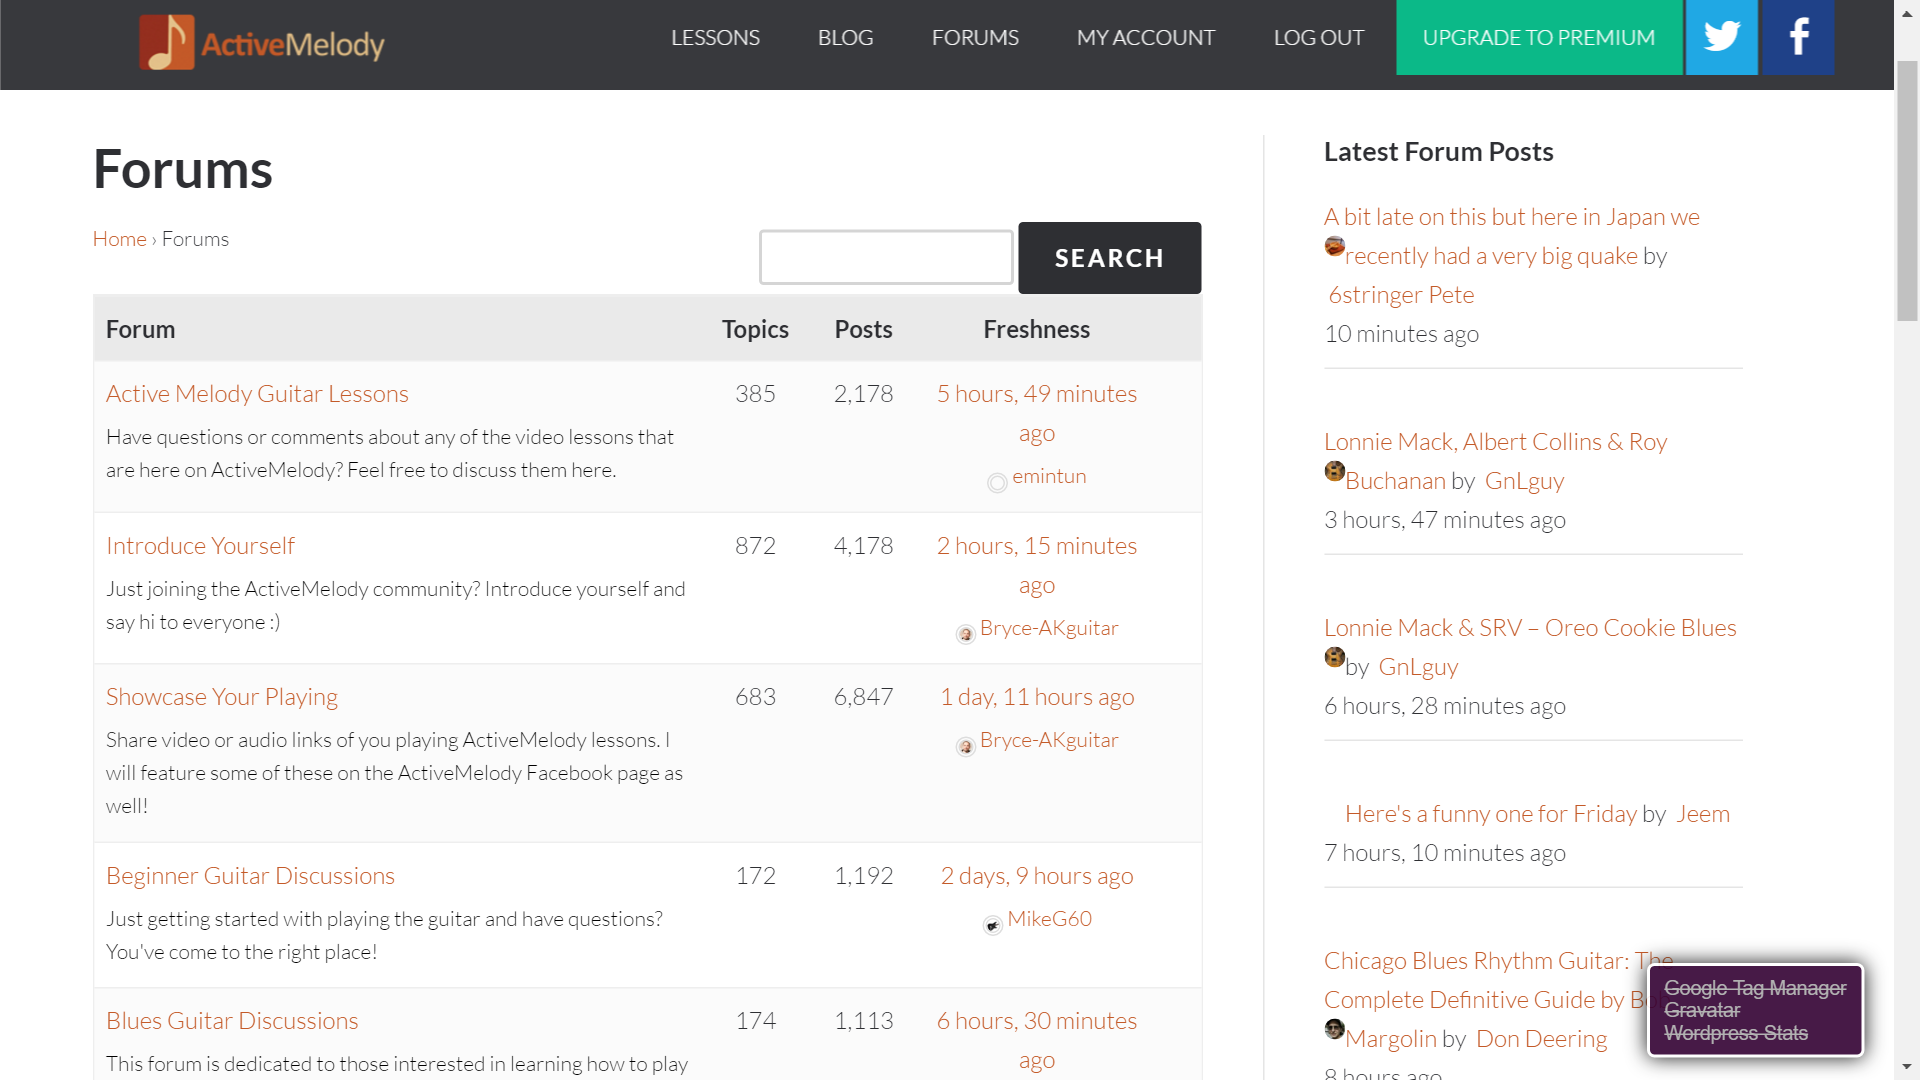 ActiveMelody
LESSONS
BLOG
FORUMS
MY ACCOUNT
LOG OUT
UPGRADE TO PREMIUM
Forums
Home › Forums
SEARCH
Forum
Topics
Posts
Freshness
Active Melody Guitar Lessons
Have questions or comments about any of the video lessons that
are here on ActiveMelody? Feel free to discuss them here.
385
2,178
5 hours, 49 minutes
ago
emintun
Introduce Yourself
Just joining the ActiveMelody community? Introduce yourself and
say hi to everyone :)
872
4,178
2 hours, 15 minutes
ago
Bryce-AKguitar
Showcase Your Playing
Share video or audio links of you playing ActiveMelody lessons. I
will feature some of these on the ActiveMelody Facebook page as
well!
683
6,847
1 day, 11 hours ago
Bryce-AKguitar
Beginner Guitar Discussions
Just getting started with playing the guitar and have questions?
You've come to the right place!
172
1,192
2 days, 9 hours ago
MikeG60
Blues Guitar Discussions
This forum is dedicated to those interested in learning how to play
174
1,113
6 hours, 30 minutes
ago
Latest Forum Posts
A bit late on this but here in Japan we
recently had a very big quake by
6stringer Pete
10 minutes ago
Lonnie Mack, Albert Collins & Roy
Buchanan by GnLguy
3 hours, 47 minutes ago
Lonnie Mack & SRV – Oreo Cookie Blues
by GnLguy
6 hours, 28 minutes ago
Here's a funny one for Friday by Jeem
7 hours, 10 minutes ago
Chicago Blues Rhythm Guitar: The
Complete Definitive Guide by
Margolin by Don Deering
8 hours ago
Google Tag Manager
Gravatar
Wordpress Stats